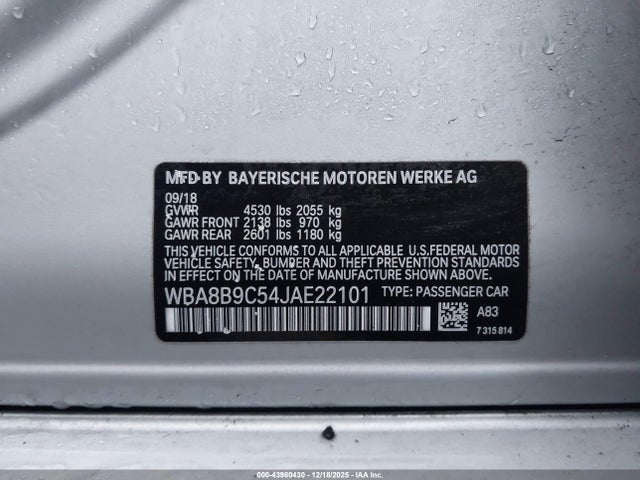 MFD BY BAYERISCHE MOTOREN WERKE AG
09/18
GVWR 4530 lbs 2055 kg
GAWR FRONT 2138 lbs 970 kg
GAWR REAR 2601 lbs 1180 kg
THIS VEHICLE CONFORMS TO ALL APPLICABLE U.S.FEDERAL MOTOR
VEHICLE SAFETY, BUMPER AND THEFT PREVENTION STANDARDS
IN EFFECT ON THE DATE OF MANUFACTURE SHOWN ABOVE.
WBA8B9C54JAE22101 TYPE: PASSENGER CAR
A83
7 315 814
000-43980430 - 12/18/2025 - IAA Inc.